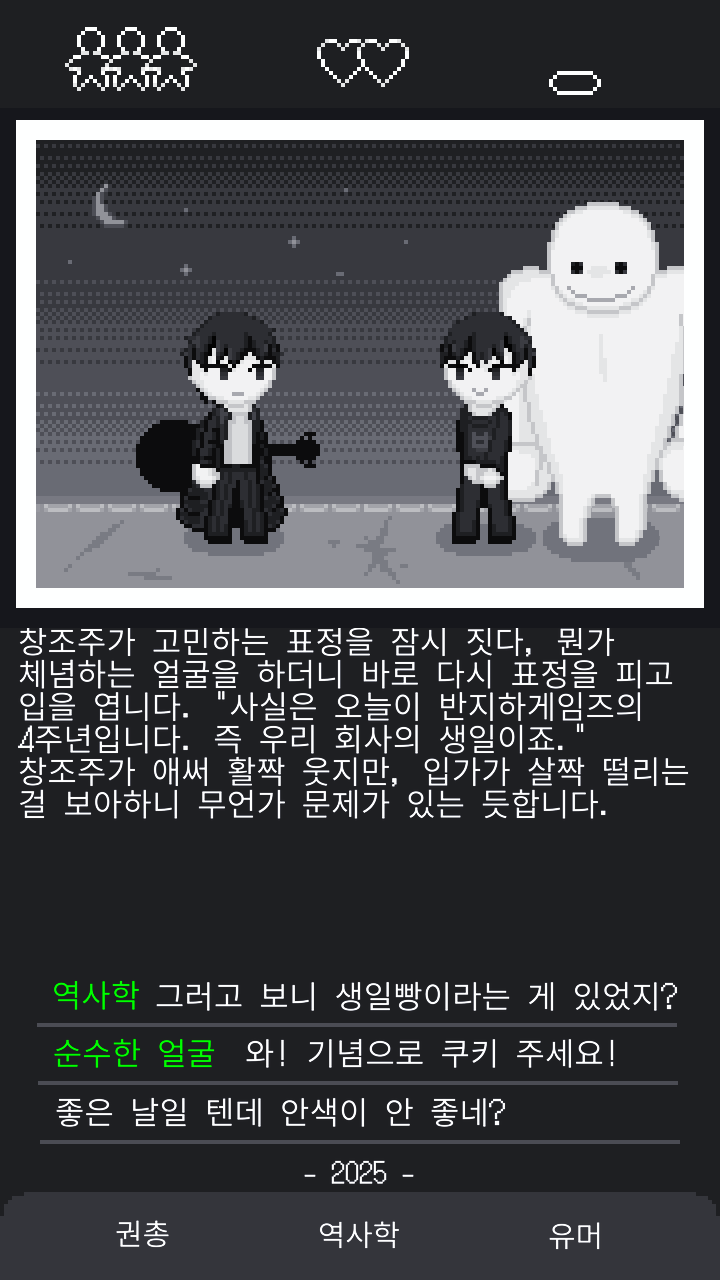 창조주가 고민하는 표정을 잠시 짓다, 뭔가
체념하는 얼굴을 하더니 바로 다시 표정을 피고
입을 엽니다. "사실은 오늘이 반지하게임즈의
4주년입니다. 즉 우리 회사의 생일이죠."
창조주가 애써 활짝 웃지만, 입가가 살짝 떨리는
걸 보아하니 무언가 문제가 있는 듯합니다.
역사학 그러고 보니 생일빵이라는 게 있었지?
순수한 얼굴 와! 기념으로 쿠키 주세요!
좋은 날일 텐데 안색이 안 좋네?
- 2025 -
권총 역사학 유머